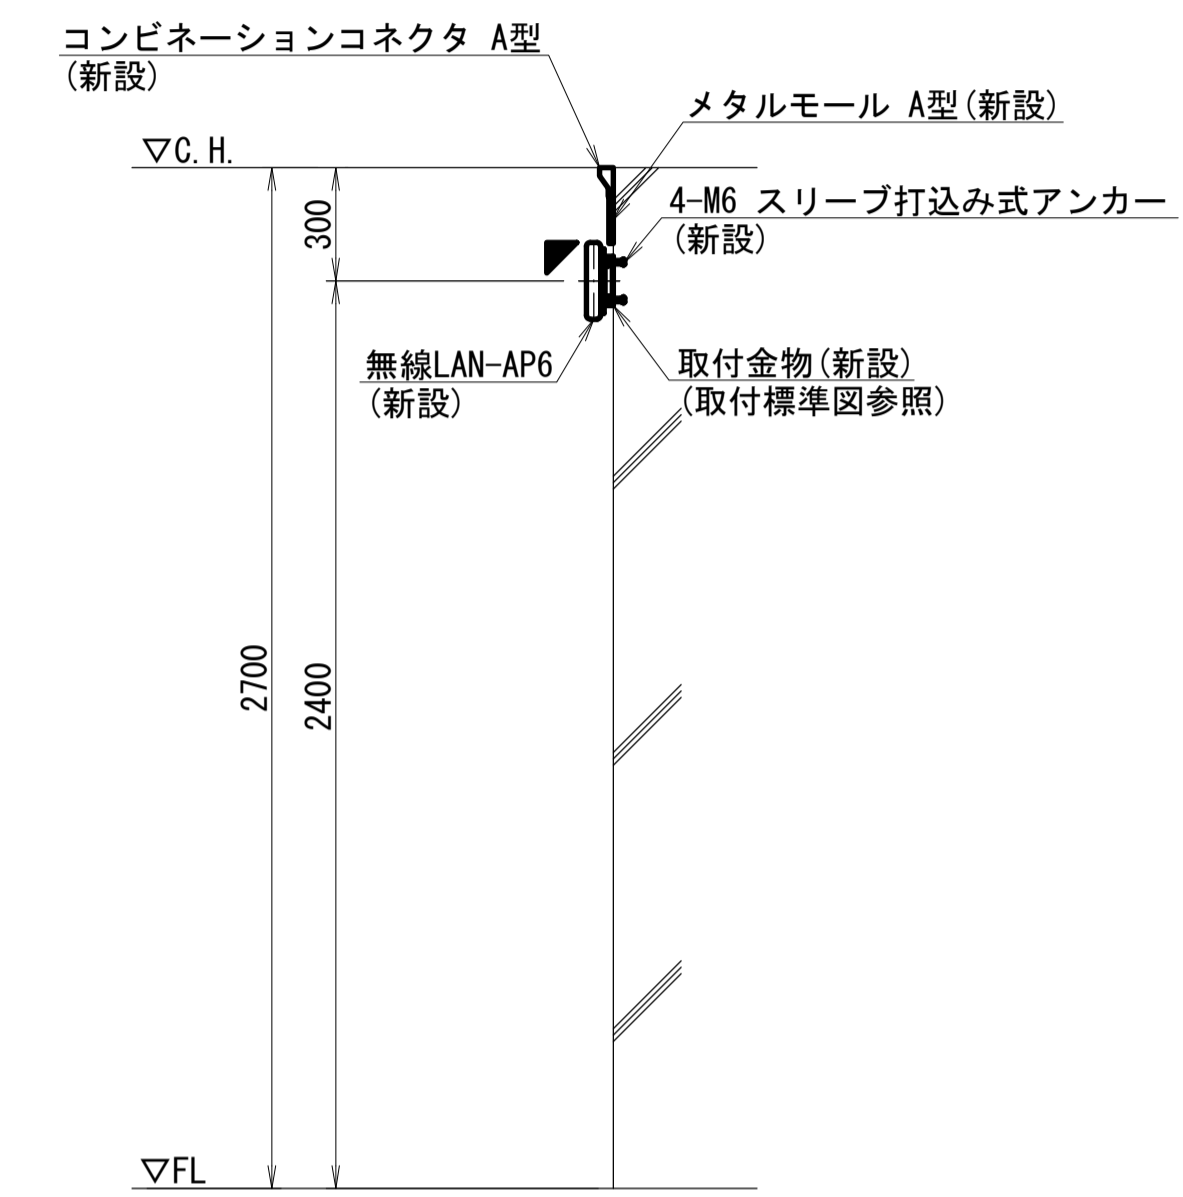 コンビネーションコネクタ A型
(新設)
メタルモール A型(新設)
▽C.H.
4-M6 スリーブ打込み式アンカー
(新設)
300
無線LAN-AP6
(新設)
取付金物(新設)
(取付標準図参照)
2700
2400
▽FL